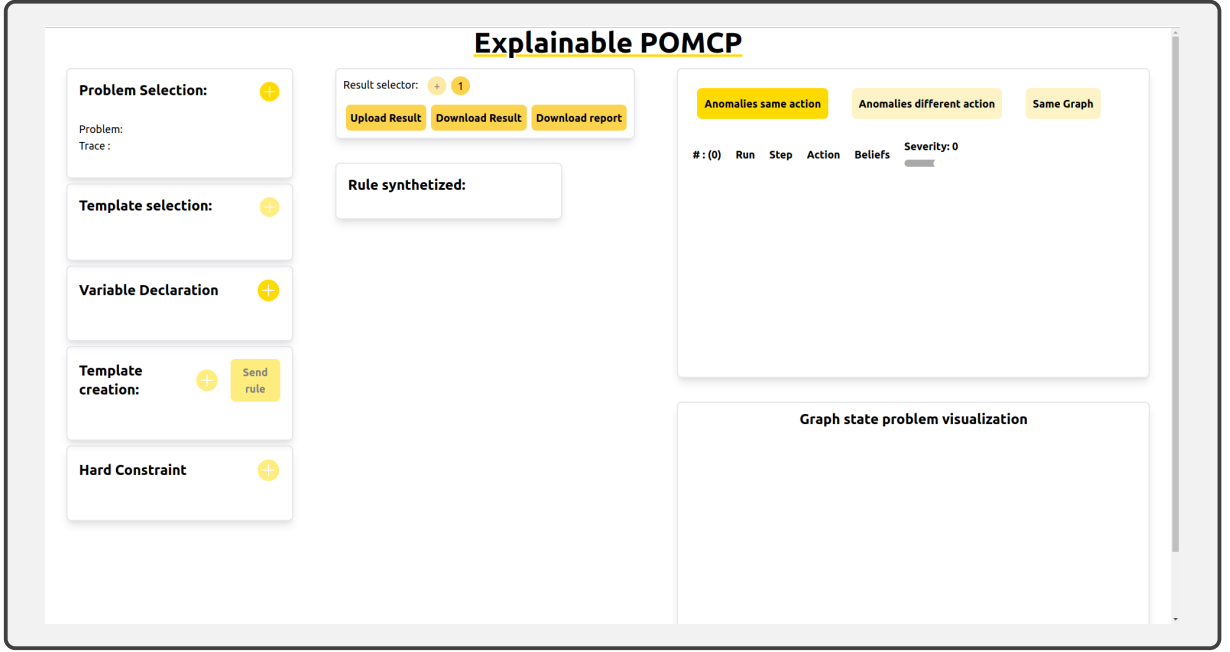 Explainable POMCP
Problem Selection:
Problem:
Trace :
Template selection:
Variable Declaration
Template
creation:
Send
rule
Hard Constraint
Result selector: + 1
Upload Result Download Result Download report
Rule synthetized:
Anomalies same action Anomalies different action Same Graph
# : (0) Run Step Action Beliefs Severity: 0
Graph state problem visualization